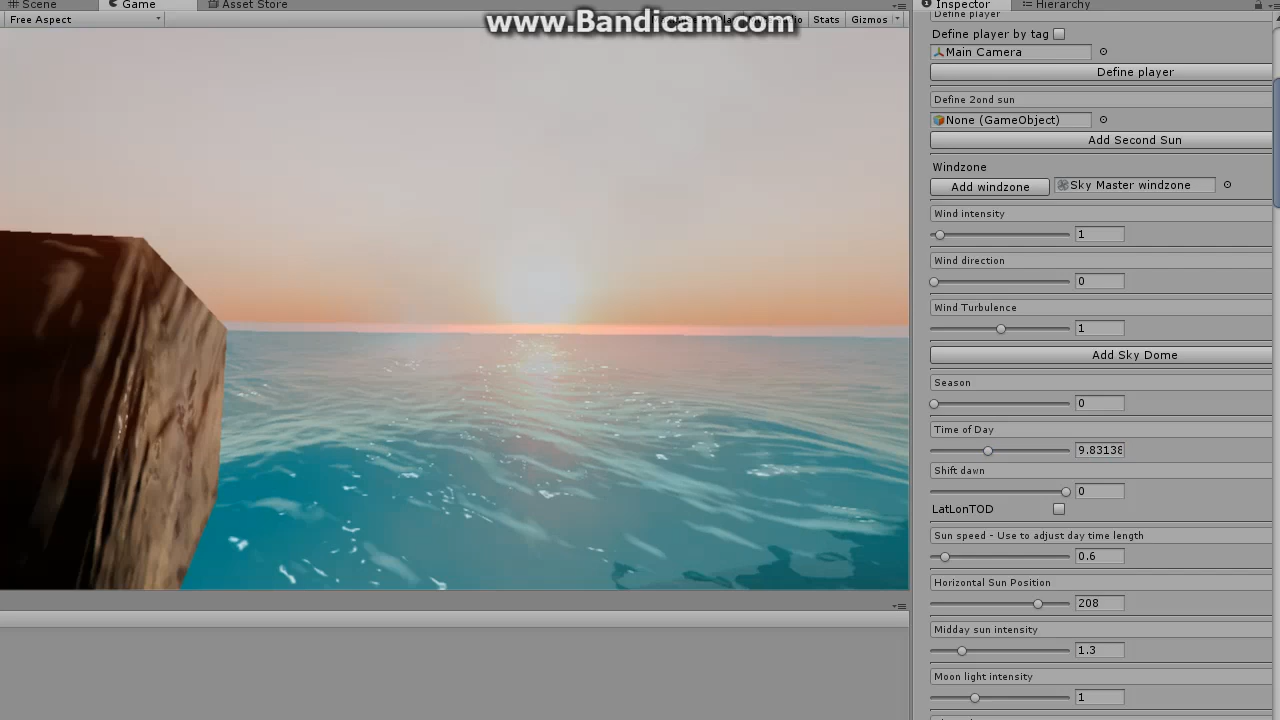 Scene
Game
Asset Store
Inspector
Hierarchy
Free Aspect
www.Bandicam.com
Stats
Gizmos
Define player
Define player by tag
Main Camera
Define player
Define 2ond sun
None (GameObject)
Add Second Sun
Windzone
Add windzone
Sky Master windzone
Wind intensity
1
Wind direction
0
Wind Turbulence
1
Add Sky Dome
Season
0
Time of Day
9.83138
Shift dawn
0
LatLonTOD
Sun speed - Use to adjust day time length
0.6
Horizontal Sun Position
208
Midday sun intensity
1.3
Moon light intensity
1